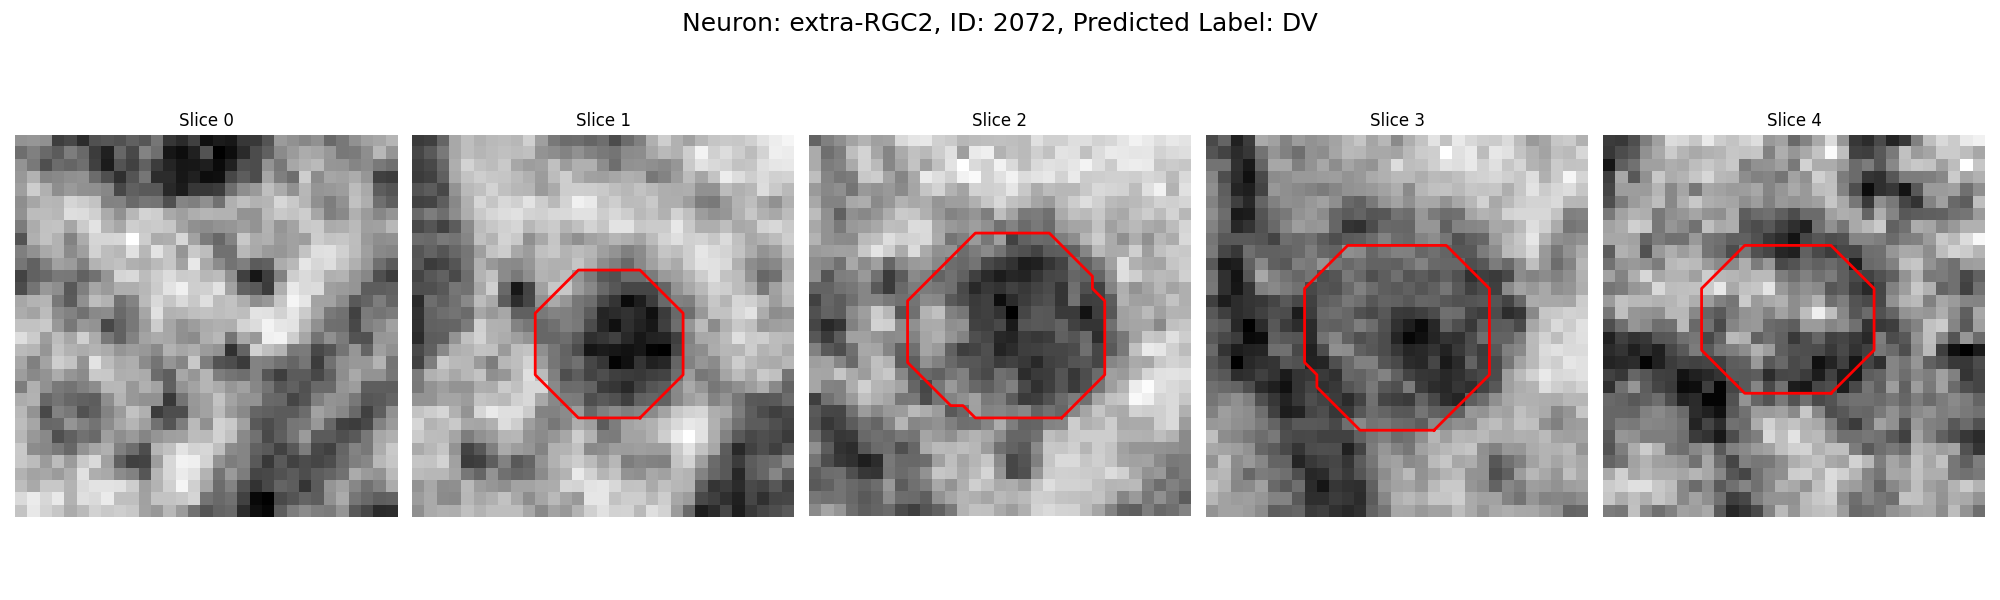 Neuron: extra-RGC2, ID: 2072, Predicted Label: DV
Slice 0
Slice 1
Slice 2
Slice 3
Slice 4